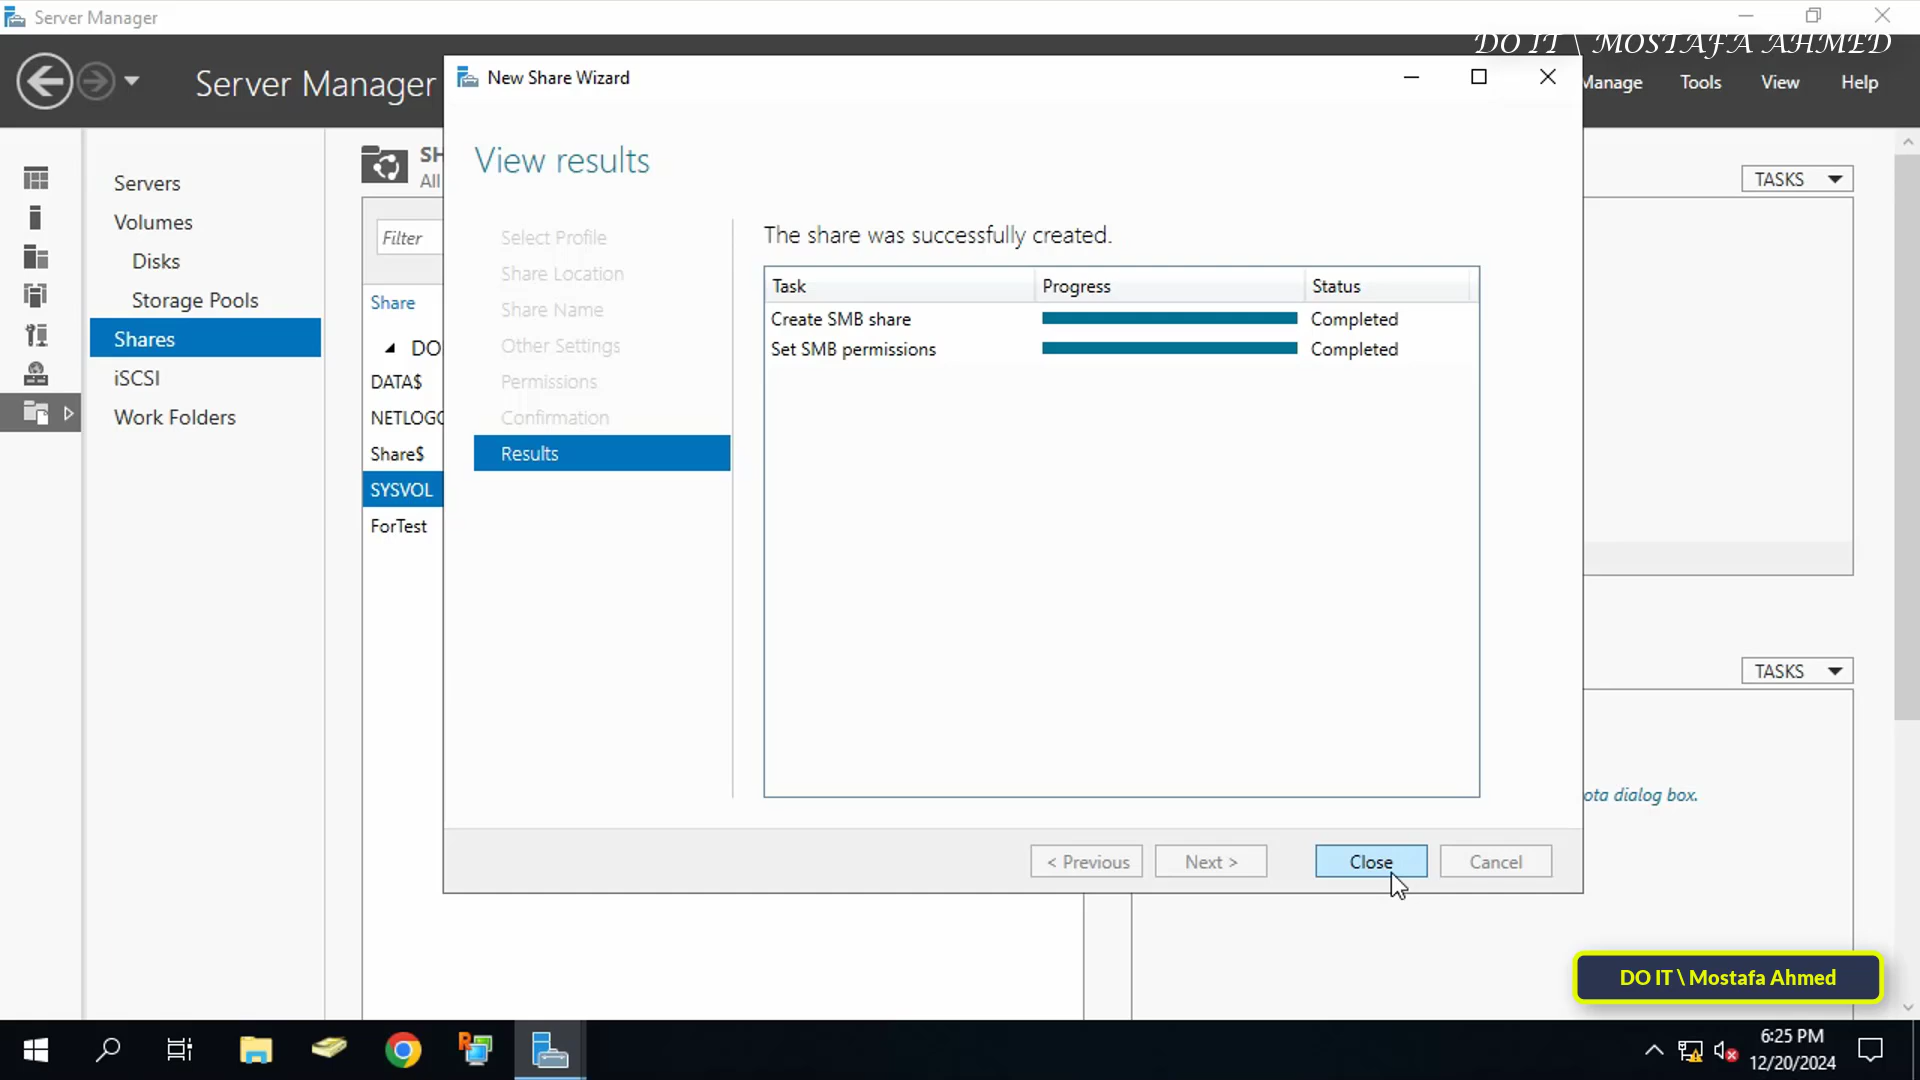 Server Manager
DO IT \ MOSTAFA AHMED
Server Manager
Manage
Tools
View
Help
New Share Wizard
View results
Servers
Volumes
Disks
Storage Pools
Shares
iSCSI
Work Folders
SH
All
TASKS
Filter
Share
DO
DATA$
NETLOGO
Share$
SYSVOL
ForTest
Select Profile
Share Location
Share Name
Other Settings
Permissions
Confirmation
Results
The share was successfully created.
Task Progress Status
Create SMB share Completed
Set SMB permissions Completed
TASKS
ota dialog box.
< Previous
Next >
Close
Cancel
DO IT \ Mostafa Ahmed
6:25 PM
12/20/2024